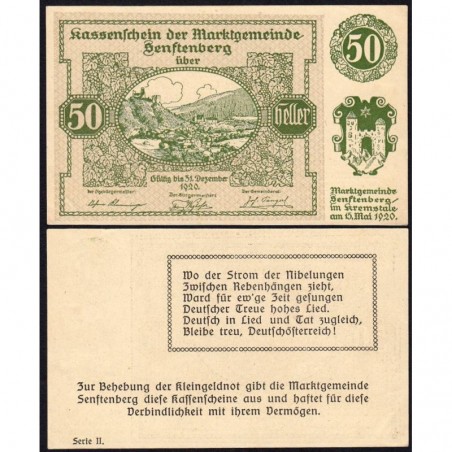 Kassenschein der Marktgemeinde
Senftenberg
über
50 Heller
50
Gültig bis 31. Dezember
1920.
Der Bürgermeister:
Marktgemeinde
Senftenberg
im Kremstale
am 15. Mai 1920.
Wo der Strom der Nibelungen
Zwischen Rebenhängen zieht,
Ward für ew'ge Zeit gesungen
Deutscher Treue hohes Lied.
Deutsch in Lied und Tat zugleich,
Bleibe treu, Deutschösterreich!
Zur Behebung der Kleingeldnot gibt die Marktgemeinde
Senftenberg diese Kassenscheine aus und haftet für diese
Verbindlichkeit mit ihrem Vermögen.
Serie II.